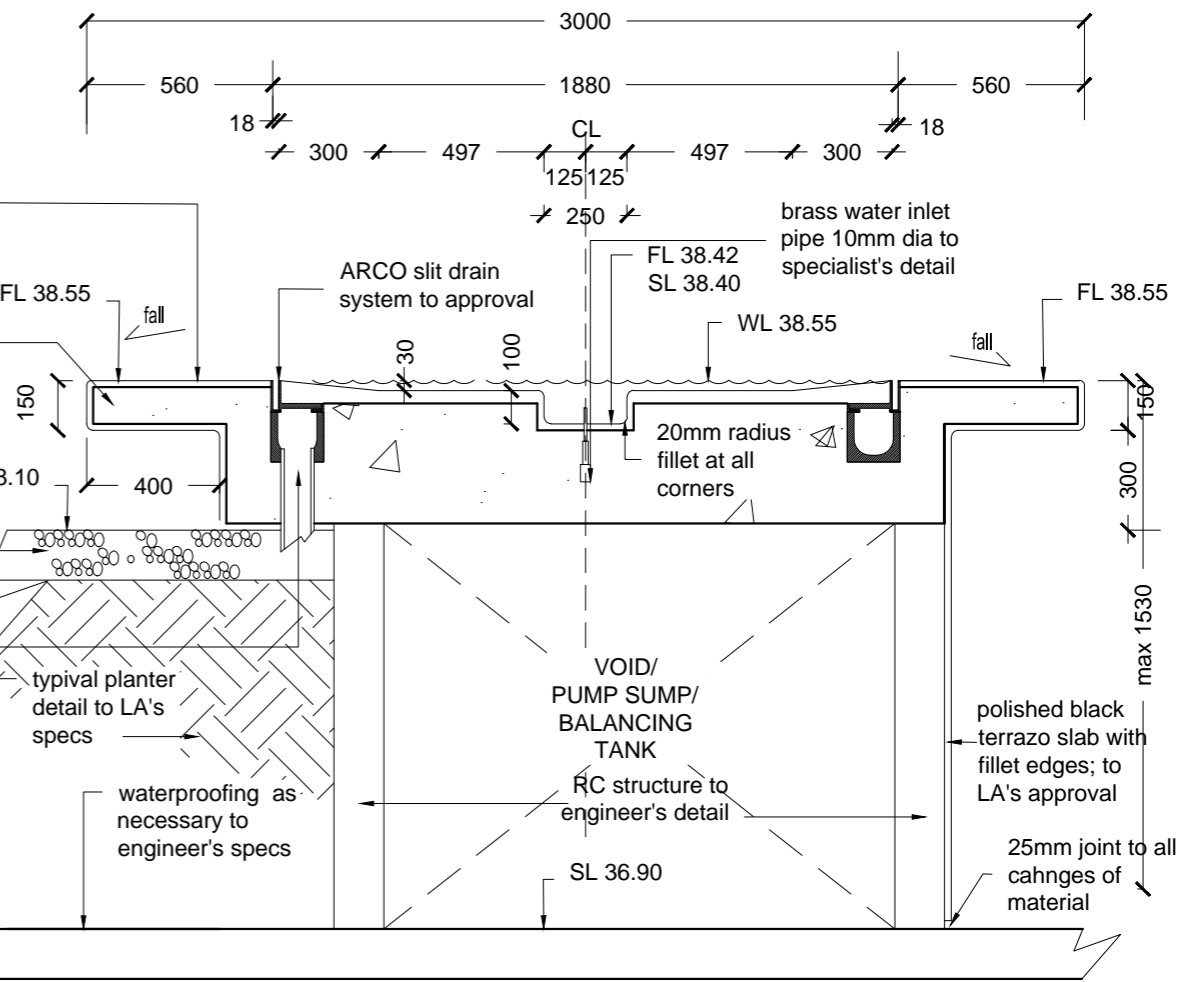 3000
560
1880
560
18
18
CL
300
497
497
300
125 125
250
brass water inlet
pipe 10mm dia to
specialist's detail
FL 38.42
SL 38.40
ARCO slit drain
system to approval
FL 38.55
FL 38.55
WL 38.55
fall
fall
30
100
150
150
20mm radius
fillet at all
corners
400
300
max 1530
typival planter
detail to LA's
specs
VOID/
PUMP SUMP/
BALANCING
TANK
polished black
terrazo slab with
fillet edges; to
LA's approval
RC structure to
engineer's detail
waterproofing as
necessary to
engineer's specs
25mm joint to all
cahnges of
material
SL 36.90